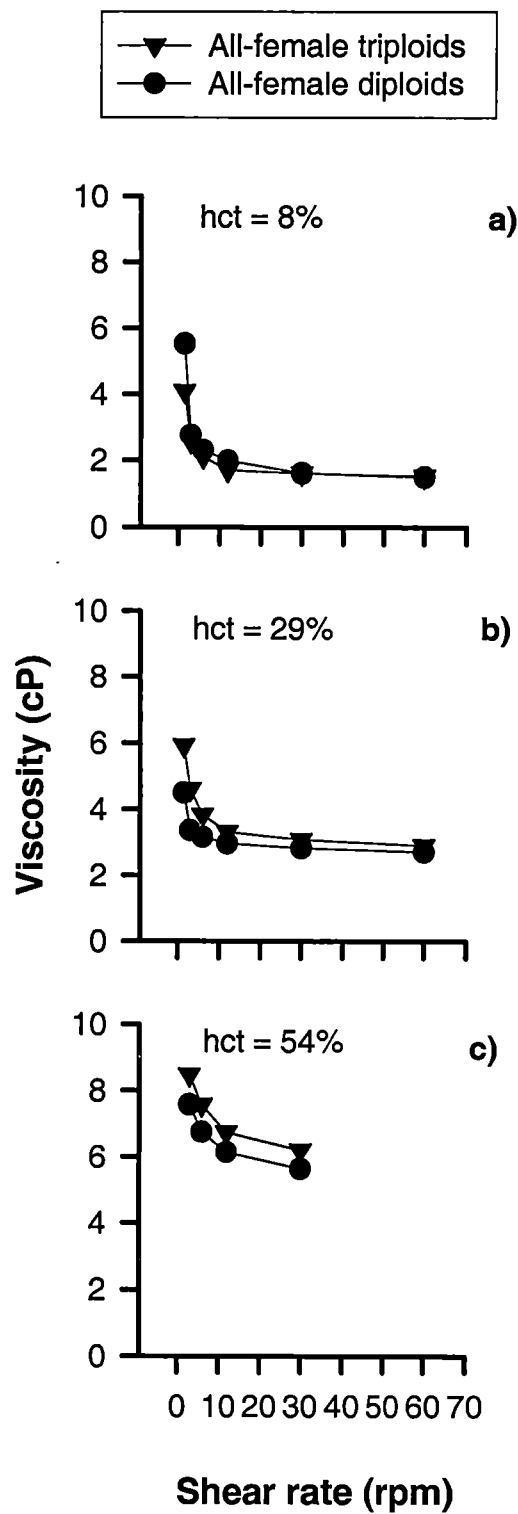 All-female triploids
All-female diploids
10
hct = 8%
a)
8
6
4
2
0
10
hct = 29%
b)
8
6
4
2
0
Viscosity (cP)
10
hct = 54%
c)
8
6
4
2
0
0 10 20 30 40 50 60 70
Shear rate (rpm)